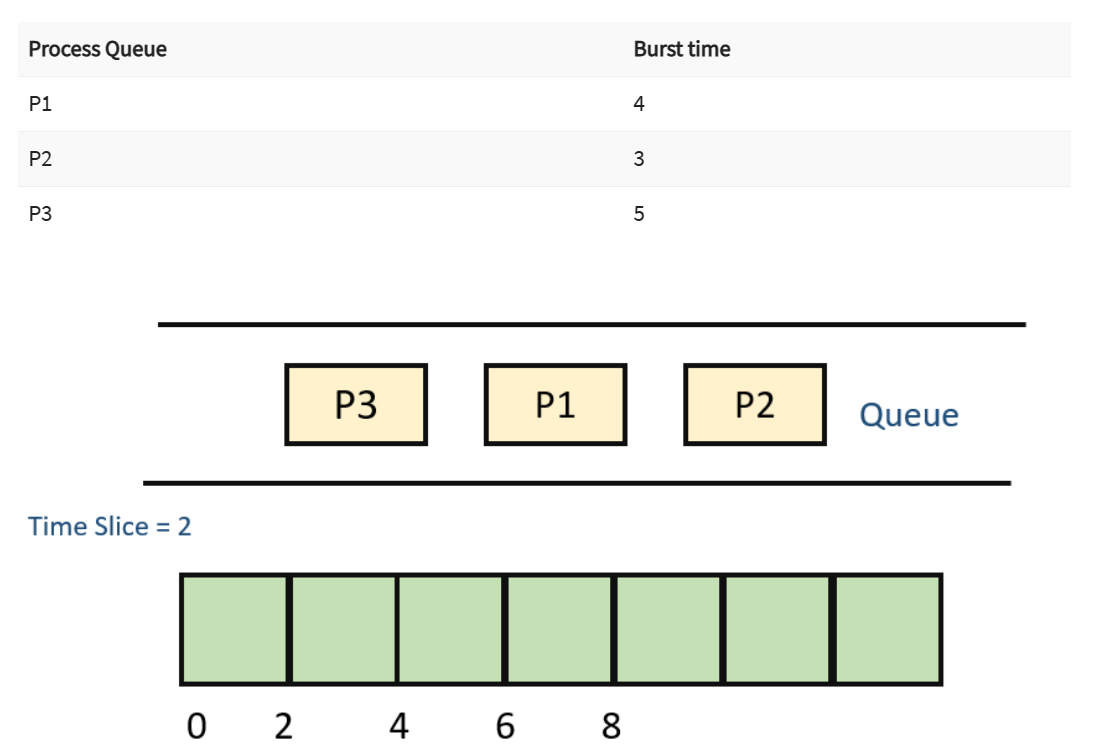 Process Queue Burst time
P1 4
P2 3
P3 5
P3 P1 P2 Queue
Time Slice = 2
0 2 4 6 8